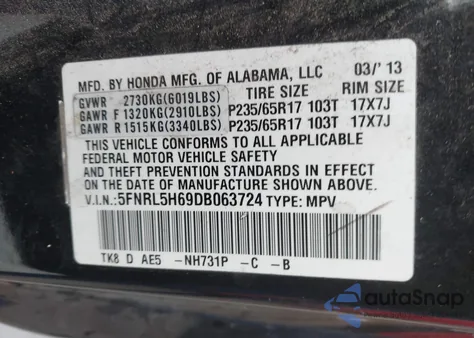 MFD. BY HONDA MFG. OF ALABAMA, LLC 03/'13
GVWR 2730KG(6019LBS) TIRE SIZE RIM SIZE
GAWR F 1320KG(2910LBS) P235/65R17 103T 17X7J
GAWR R 1515KG(3340LBS) P235/65R17 103T 17X7J
THIS VEHICLE CONFORMS TO ALL APPLICABLE
FEDERAL MOTOR VEHICLE SAFETY
AND THEFT PREVENTION STANDARDS IN EFFECT
ON THE DATE OF MANUFACTURE SHOWN ABOVE.
V.I.N.: 5FNRL5H69DB063724 TYPE: MPV
TK8 D AE5 -NH731P -C -B
autoSnap